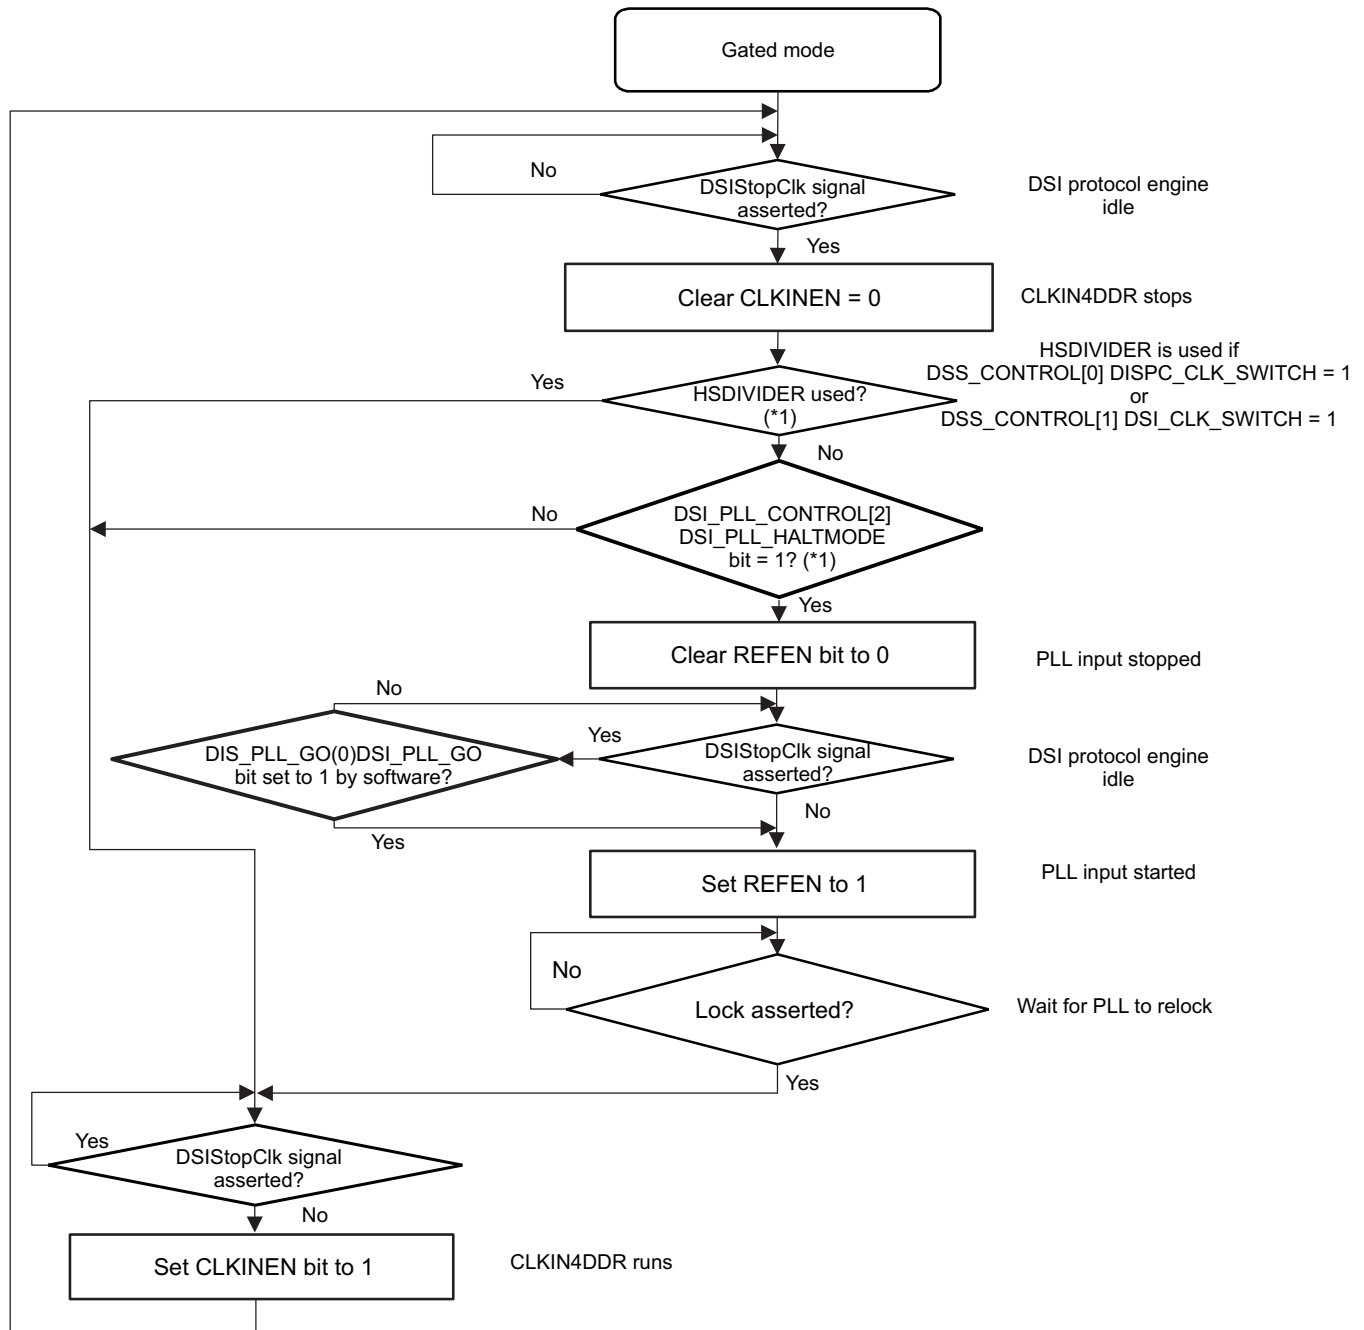 Gated mode
No
DSIStopClk signal
asserted?
DSI protocol engine
idle
Yes
Clear CLKINEN = 0
CLKIN4DDR stops
HSDIVIDER is used if
DSS_CONTROL[0] DISPC_CLK_SWITCH = 1
or
DSS_CONTROL[1] DSI_CLK_SWITCH = 1
Yes
HSDIVIDER used?
(*1)
No
No
DSI_PLL_CONTROL[2]
DSI_PLL_HALTMODE
bit = 1? (*1)
Yes
Clear REFEN bit to 0
PLL input stopped
No
DIS_PLL_GO(0)DSI_PLL_GO
bit set to 1 by software?
Yes
DSIStopClk signal
asserted?
DSI protocol engine
idle
No
Yes
Set REFEN to 1
PLL input started
No
Lock asserted?
Wait for PLL to relock
Yes
Yes
DSIStopClk signal
asserted?
No
Set CLKINEN bit to 1
CLKIN4DDR runs